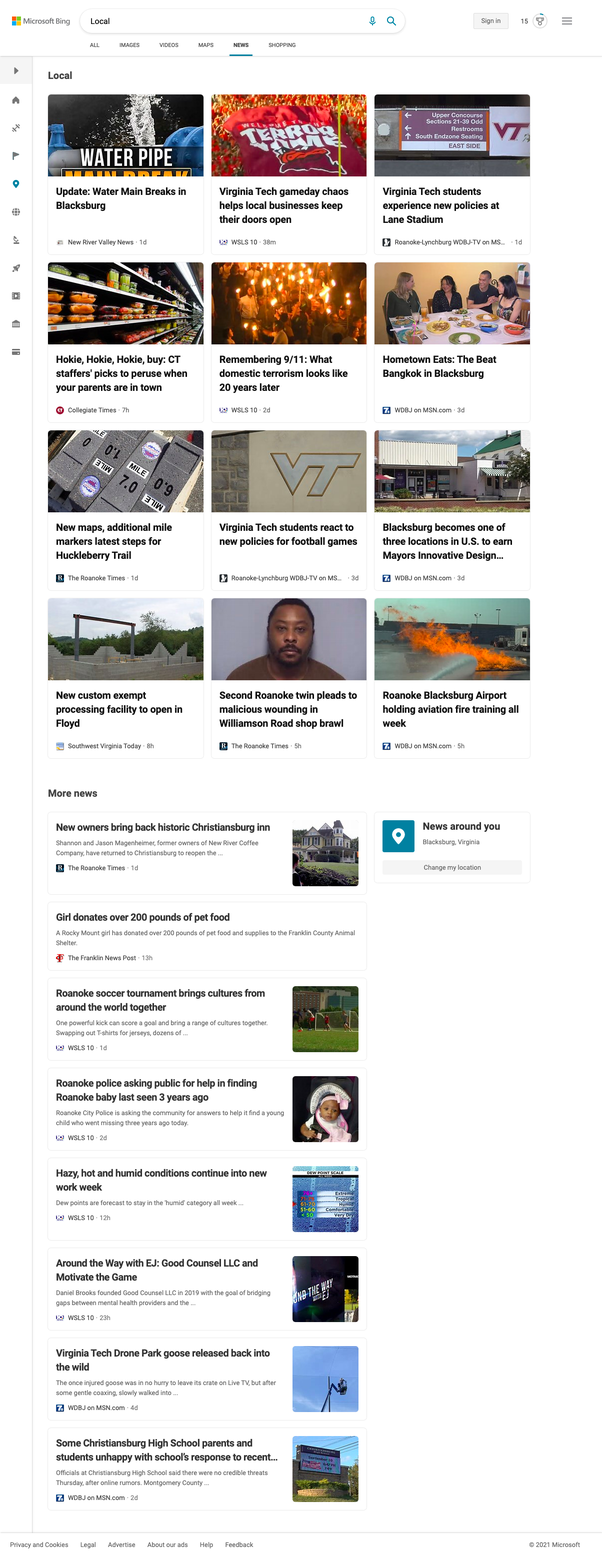 Microsoft Bing
Local
Sign in
15
ALL
IMAGES
VIDEOS
MAPS
NEWS
SHOPPING
Local
WATER PIPE
MAIN BREAK
Update: Water Main Breaks in
Blacksburg
New River Valley News · 1d
TERROR
DOME
Virginia Tech gameday chaos
helps local businesses keep
their doors open
WSLS 10 · 38m
Upper Concourse
Sections 21-39 Odd
Restrooms
South Endzone Seating
EAST SIDE
VT
Virginia Tech students
experience new policies at
Lane Stadium
Roanoke-Lynchburg WDBJ-TV on MS... · 1d
Hokie, Hokie, Hokie, buy: CT
staffers' picks to peruse when
your parents are in town
Collegiate Times · 7h
Remembering 9/11: What
domestic terrorism looks like
20 years later
WSLS 10 · 2d
Hometown Eats: The Beat
Bangkok in Blacksburg
WDBJ on MSN.com · 3d
MILE
0
MILE
0.1
MILE
7.0
MILE
0.9
New maps, additional mile
markers latest steps for
Huckleberry Trail
The Roanoke Times · 1d
VT
Virginia Tech students react to
new policies for football games
Roanoke-Lynchburg WDBJ-TV on MS... · 3d
Blacksburg becomes one of
three locations in U.S. to earn
Mayors Innovative Design...
WDBJ on MSN.com · 3d
New custom exempt
processing facility to open in
Floyd
Southwest Virginia Today · 8h
Second Roanoke twin pleads to
malicious wounding in
Williamson Road shop brawl
The Roanoke Times · 5h
Roanoke Blacksburg Airport
holding aviation fire training all
week
WDBJ on MSN.com · 5h
More news
New owners bring back historic Christiansburg inn
Shannon and Jason Magenheimer, former owners of New River Coffee
Company, have returned to Christiansburg to reopen the ...
The Roanoke Times · 1d
News around you
Blacksburg, Virginia
Change my location
Girl donates over 200 pounds of pet food
A Rocky Mount girl has donated over 200 pounds of pet food and supplies to the Franklin County Animal
Shelter.
The Franklin News Post · 13h
Roanoke soccer tournament brings cultures from
around the world together
One powerful kick can score a goal and bring a range of cultures together.
Swapping out T-shirts for jerseys, dozens of ...
WSLS 10 · 1d
Roanoke police asking public for help in finding
Roanoke baby last seen 3 years ago
Roanoke City Police is asking the community for answers to help it find a young
child who went missing three years ago today.
WSLS 10 · 2d
Hazy, hot and humid conditions continue into new
work week
Dew points are forecast to stay in the 'humid' category all week ...
WSLS 10 · 12h
DEW POINT SCALE
Around the Way with EJ: Good Counsel LLC and
Motivate the Game
Daniel Brooks founded Good Counsel LLC in 2019 with the goal of bridging
gaps between mental health providers and the ...
WSLS 10 · 23h
UND THE WAY
EJ
Virginia Tech Drone Park goose released back into
the wild
The once injured goose was in no hurry to leave its crate on Live TV, but after
some gentle coaxing, slowly walked into ...
WDBJ on MSN.com · 4d
Some Christiansburg High School parents and
students unhappy with school's response to recent...
Officials at Christiansburg High School said there were no credible threats
Thursday, after online rumors. Montgomery County ...
WDBJ on MSN.com · 2d
Privacy and Cookies
Legal
Advertise
About our ads
Help
Feedback
© 2021 Microsoft